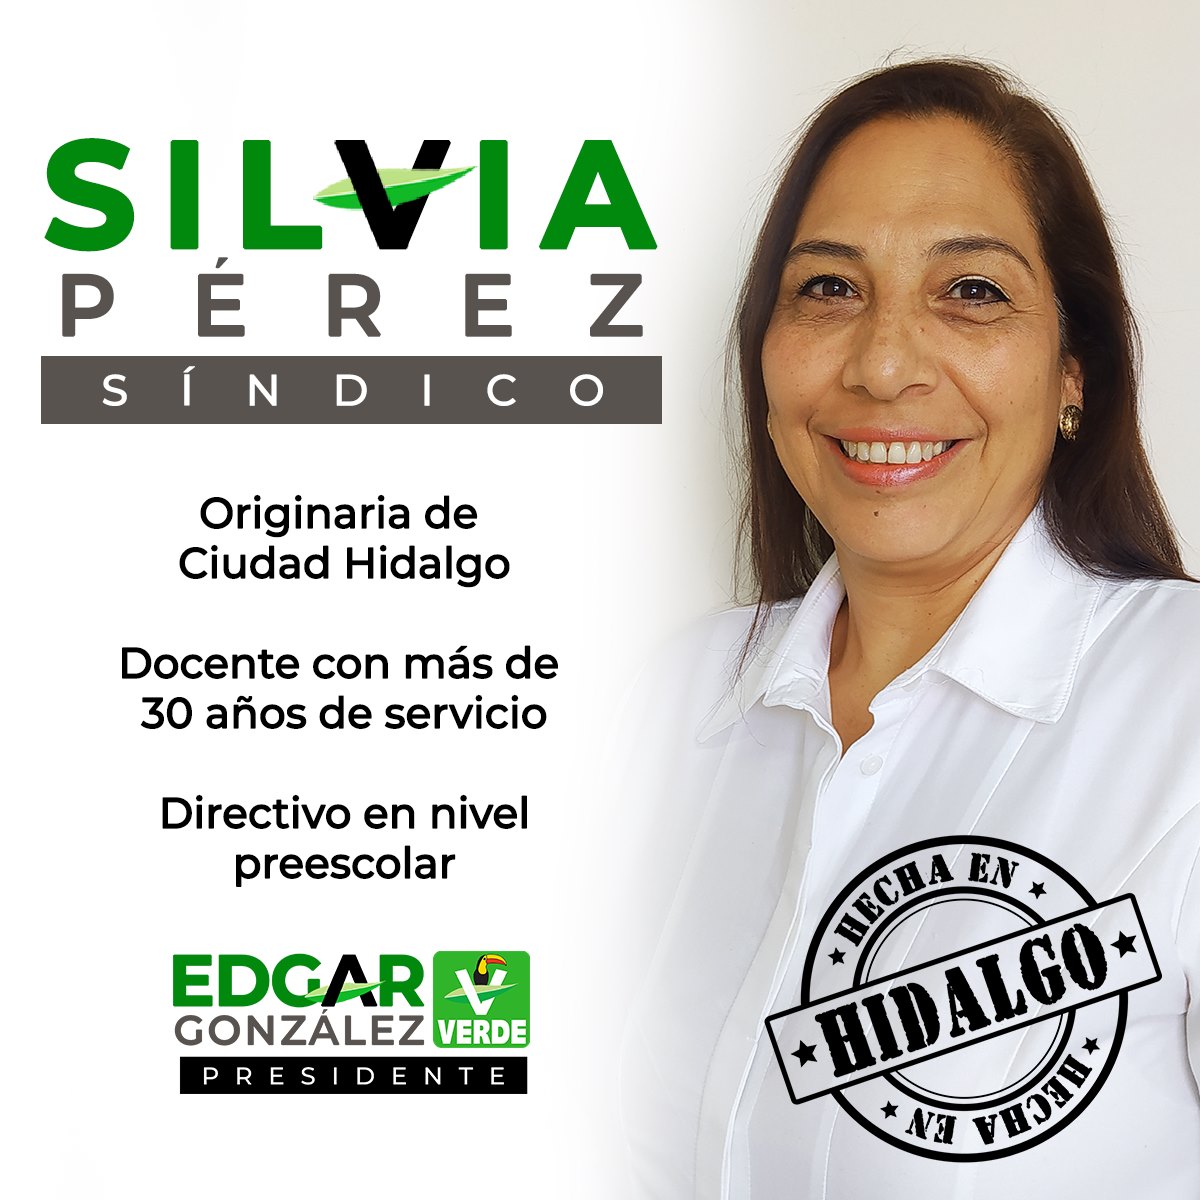 SILVIA
PÉREZ
SÍNDICO
Originaria de
Ciudad Hidalgo
Docente con más de
30 años de servicio
Directivo en nivel
preescolar
EDGAR
GONZÁLEZ
PRESIDENTE
V
VERDE
HECHA EN
HIDALGO
HECHA EN